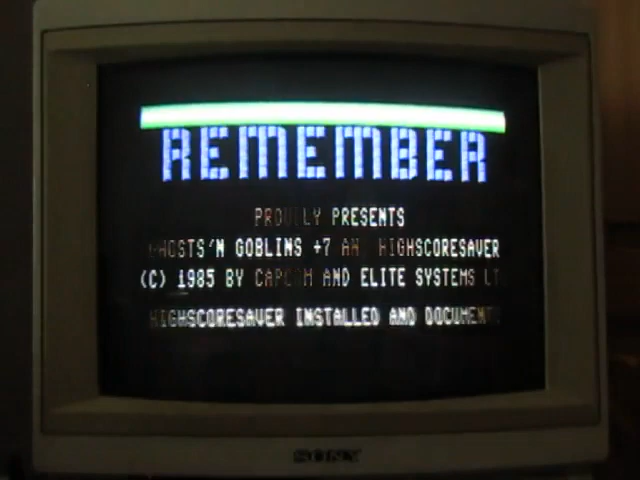 REMEMBER
PROUDLY PRESENTS
GHOSTS'N GOBLINS +7 AND HIGHSCORESAVER
(C) 1985 BY CAPCOM AND ELITE SYSTEMS LT
HIGHSCORESAVER INSTALLED AND DOCUMENT
SONY